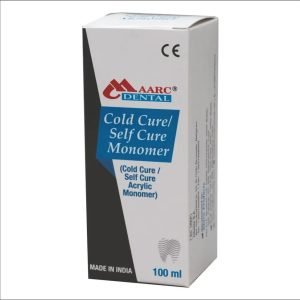 CE
MAARC®
DENTAL
Cold Cure/
Self Cure
Monomer
(Cold Cure /
Self Cure
Acrylic
Monomer)
MADE IN INDIA
100 ml